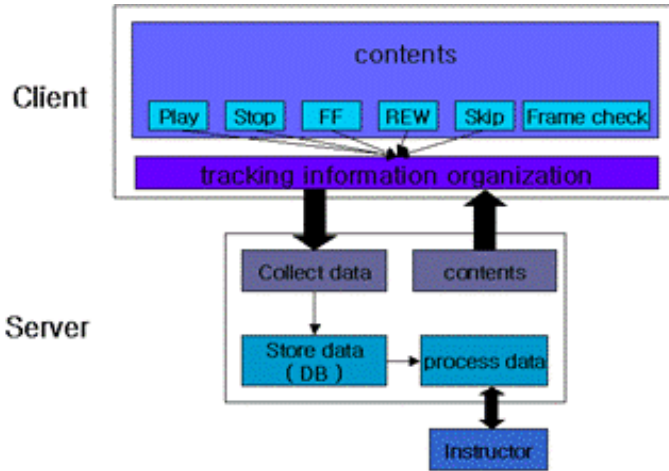 contents
Client
Play Stop FF REW Skip Frame check
tracking information organization
Collect data contents
Server
Store data
( DB )
process data
Instructor